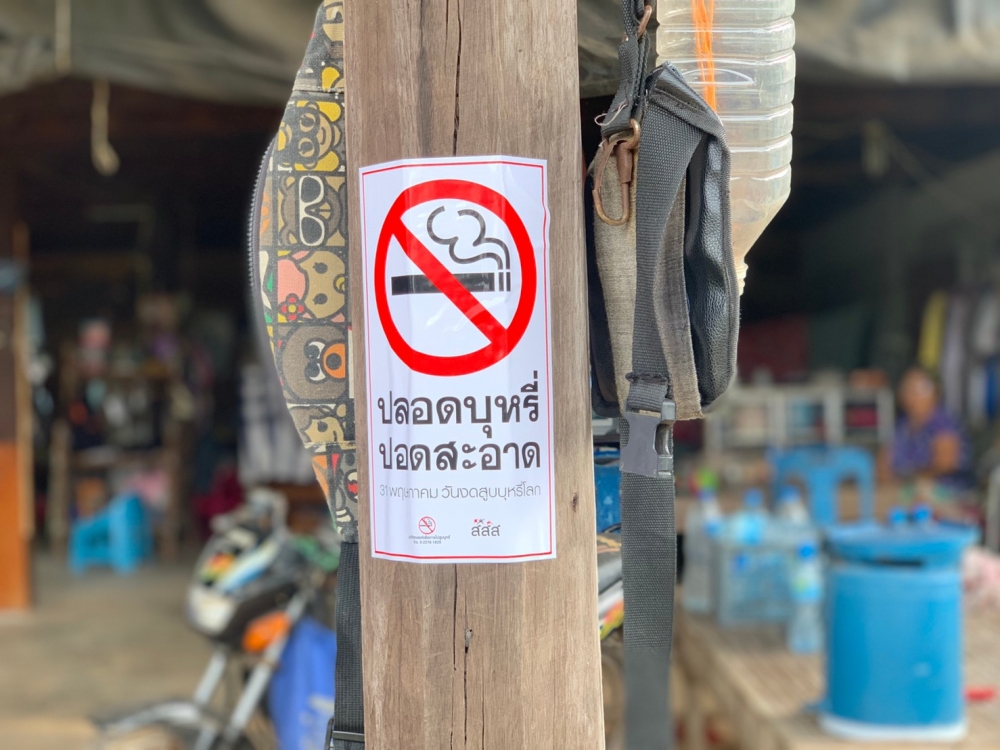 ปลอดบุหรี่
ปอดสะอาด
31 พฤษภาคม วันงดสูบบุหรี่โลก
สสส